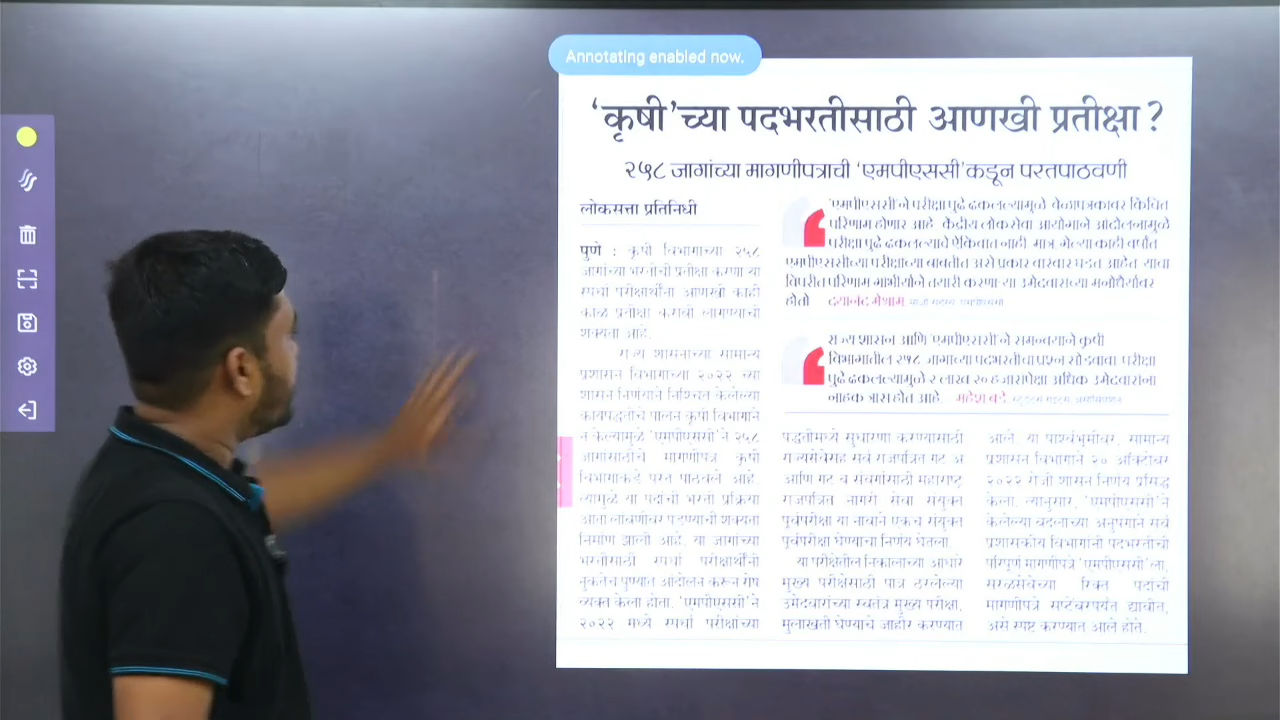 Annotating enabled now.
‘कृषी’च्या पदभरतीसाठी आणखी प्रतीक्षा?
२५८ जागांच्या मागणीपत्राची ‘एमपीएससी’कडून परतपाठवणी
लोकसत्ता प्रतिनिधी
पुणे : कृषी विभागाच्या २५८
जागांच्या भरतीची प्रतीक्षा करणाऱ्या
स्पर्धा परीक्षार्थींना आणखी काही
काळ प्रतीक्षा करावी लागण्याची
शक्यता आहे.
राज्य शासनाच्या सामान्य
प्रशासन विभागाच्या २०२२ च्या
शासन निर्णयाने निश्चित केलेल्या
कार्यपद्धतीचे पालन कृषी विभागाने
न केल्यामुळे ‘एमपीएससी’ने २५८
जागांसाठीचे मागणीपत्र कृषी
विभागाकडे परत पाठवले आहे.
त्यामुळे या पदांची भरती प्रक्रिया
आता लांबणीवर पडण्याची शक्यता
निर्माण झाली आहे. या जागांच्या
भरतीसाठी स्पर्धा परीक्षार्थींनी
नुकतेच पुण्यात आंदोलन करून रोष
व्यक्त केला होता. ‘एमपीएससी’ने
२०२२ मध्ये स्पर्धा परीक्षांच्या
‘एमपीएससी’ने परीक्षा पुढे ढकलल्यामुळे वेळापत्रकावर किंचित
परिणाम होणार आहे. केंद्रीय लोकसेवा आयोगाने आंदोलनामुळे
परीक्षा पुढे ढकलल्याचे ऐकिवात नाही. मात्र, गेल्या काही वर्षांत
एमपीएससीच्या परीक्षांच्या बाबतीत असे प्रकार वारंवार घडत आहेत. याचा
विपरीत परिणाम गांभीर्याने तयारी करणाऱ्या उमेदवारांच्या मनोधैर्यावर
होतो. दयानंद मेश्राम, माजी सदस्य, एमपीएससी
राज्य शासन आणि ‘एमपीएससी’ने समन्वयाने कृषी
विभागातील २५८ जागांच्या पदभरतीचा प्रश्न सोडवावा. परीक्षा
पुढे ढकलल्यामुळे २ लाख ८० हजारांपेक्षा अधिक उमेदवारांना
नाहक त्रास होत आहे. महेश बडे, स्टुडंट्स राइट्स असोसिएशन
पद्धतीमध्ये सुधारणा करण्यासाठी
राज्यसेवेसह सर्व राजपत्रित गट अ
आणि गट ब संवर्गांसाठी महाराष्ट्र
राजपत्रित नागरी सेवा संयुक्त
पूर्वपरीक्षा या नावाने एकच संयुक्त
पूर्वपरीक्षा घेण्याचा निर्णय घेतला.
या परीक्षेतील निकालाच्या आधारे
मुख्य परीक्षेसाठी पात्र ठरलेल्या
उमेदवारांच्या स्वतंत्र मुख्य परीक्षा,
मुलाखती घेण्याचे जाहीर करण्यात
आले. या पार्श्वभूमीवर, सामान्य
प्रशासन विभागाने २० ऑक्टोबर
२०२२ रोजी शासन निर्णय प्रसिद्ध
केला. त्यानुसार, ‘एमपीएससी’ने
केलेल्या बदलाच्या अनुषंगाने सर्व
प्रशासकीय विभागांनी पदभरतीची
परिपूर्ण मागणीपत्रे ‘एमपीएससी’ला,
सरळसेवेच्या रिक्त पदांची
मागणीपत्रे सप्टेंबरपर्यंत द्यावीत,
असे स्पष्ट करण्यात आले होते.